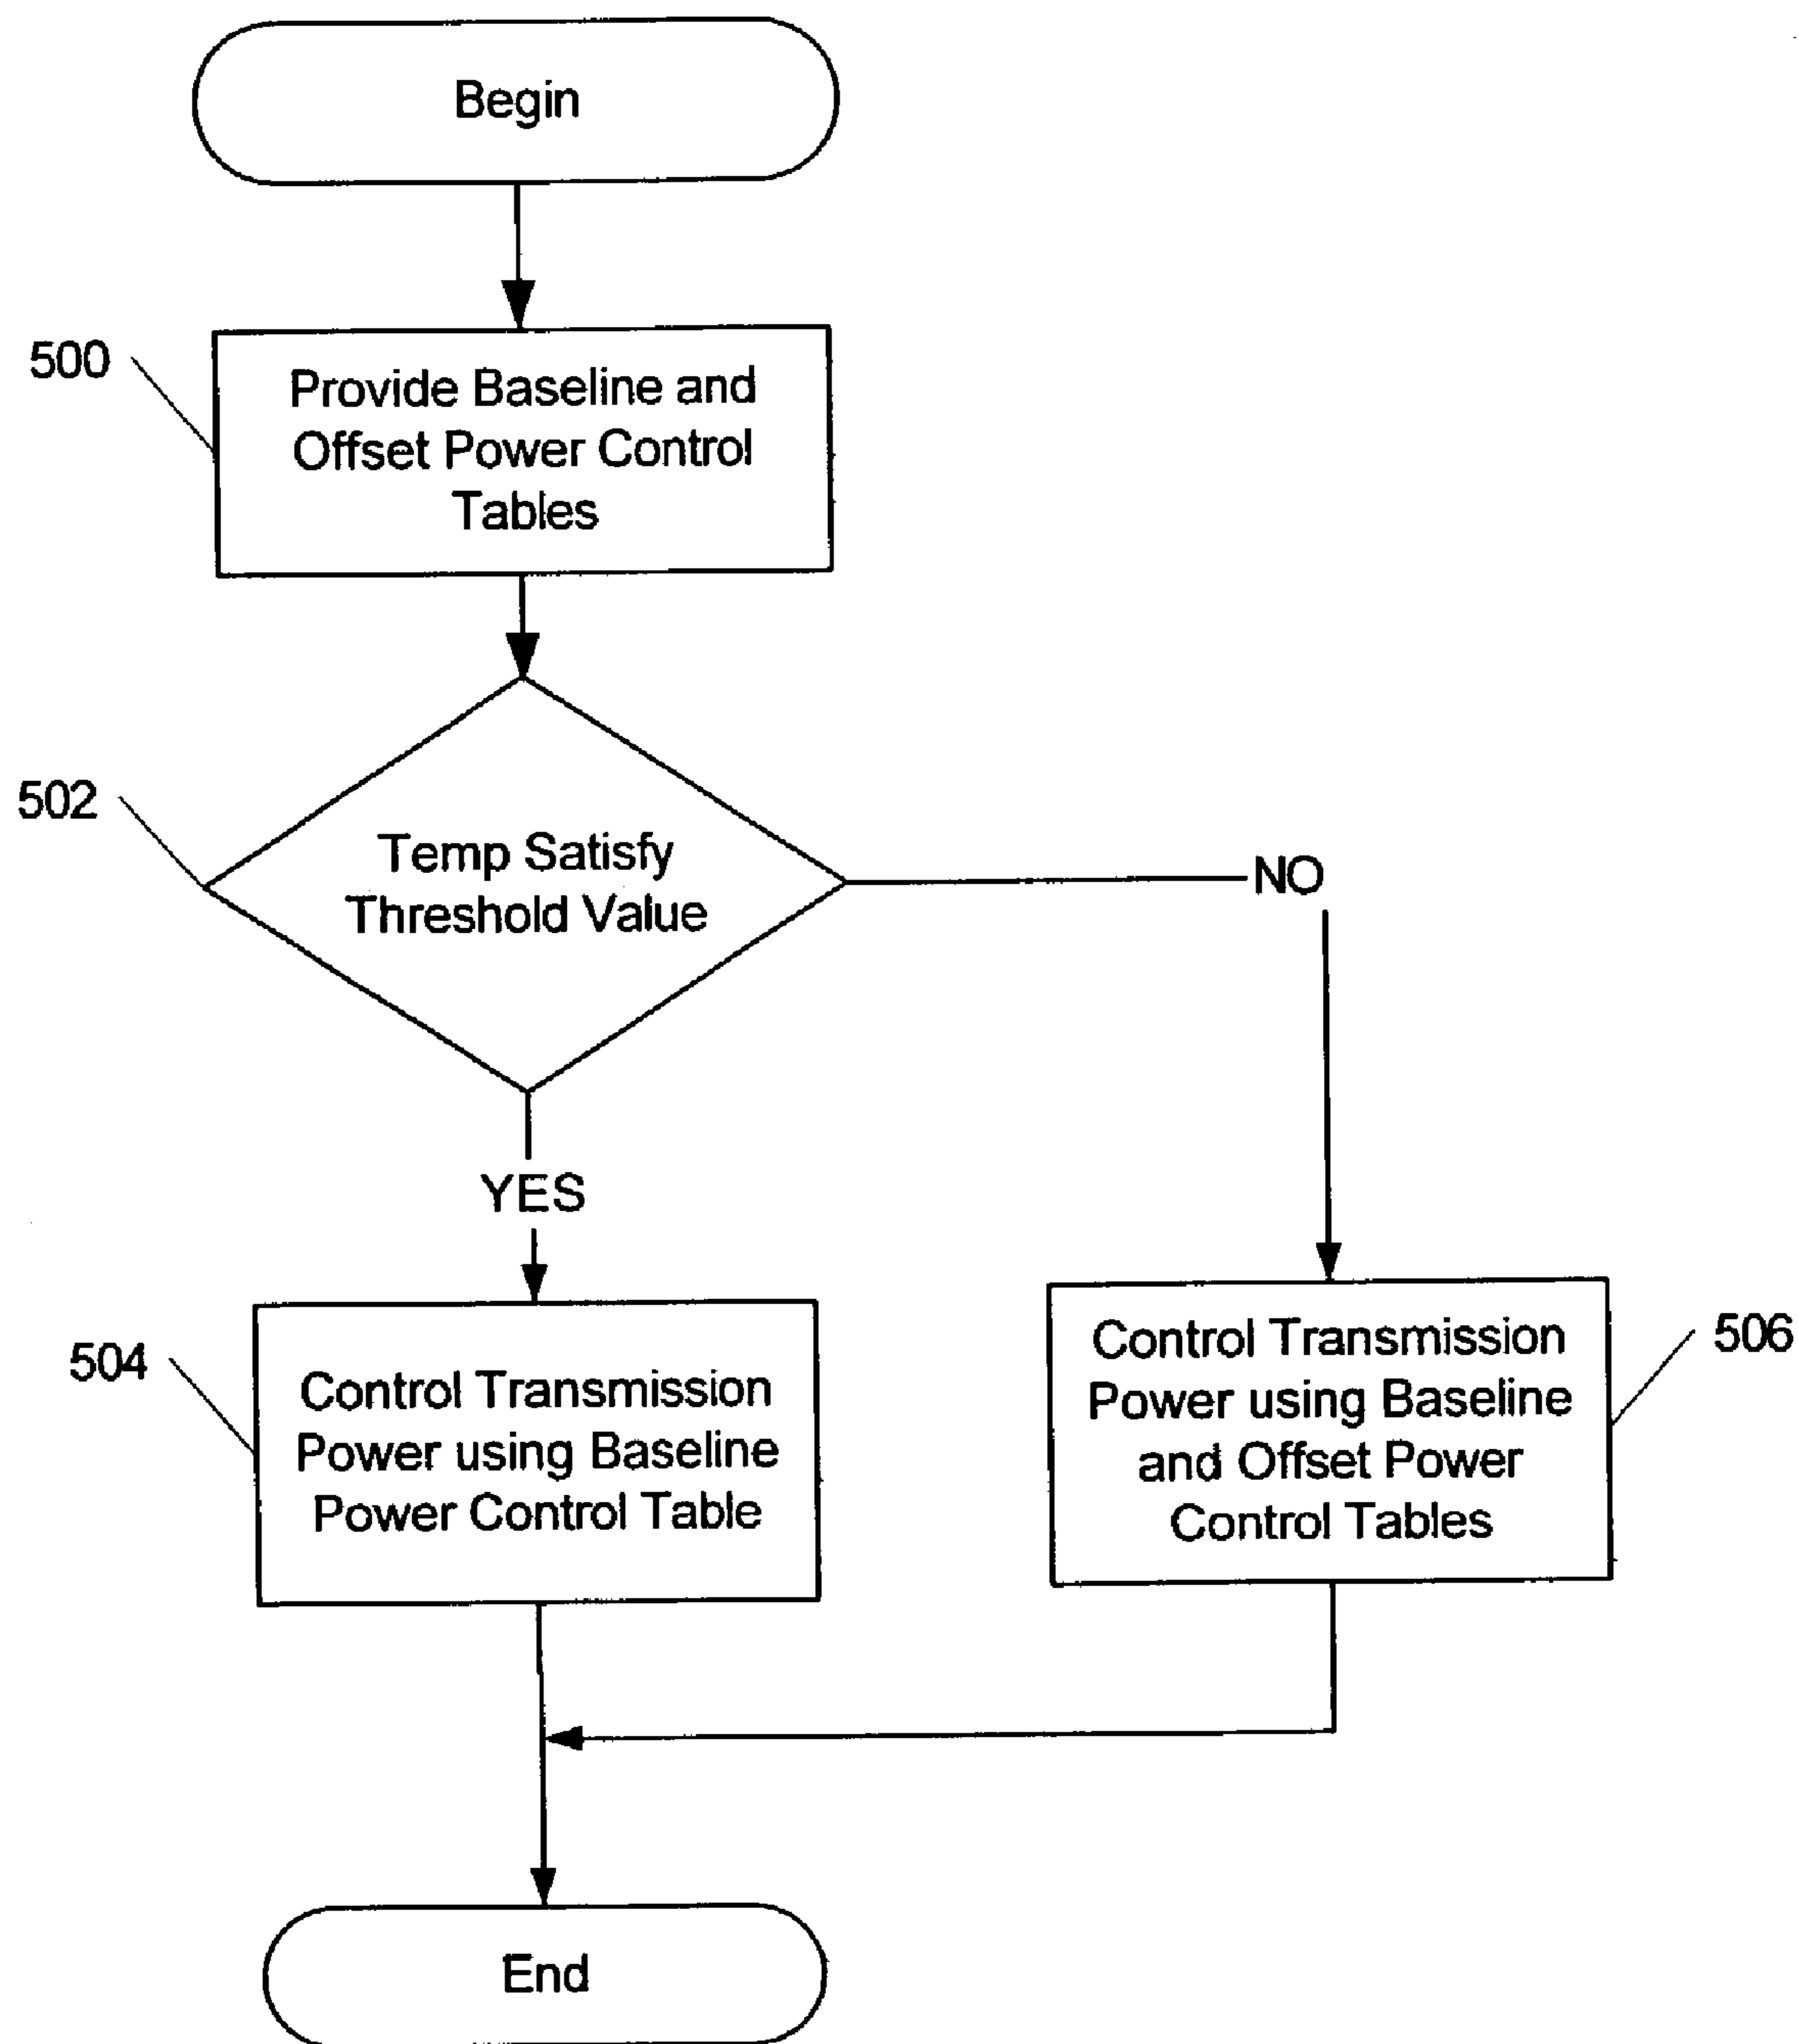 Begin
500
Provide Baseline and
Offset Power Control
Tables
502
Temp Satisfy
Threshold Value
NO
YES
504
Control Transmission
Power using Baseline
Power Control Table
Control Transmission
Power using Baseline
and Offset Power
Control Tables
506
End